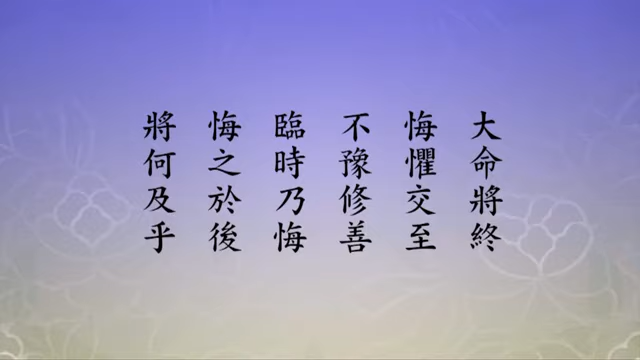 大命將終
悔懼交至
不豫修善
臨時乃悔
悔之於後
將何及乎